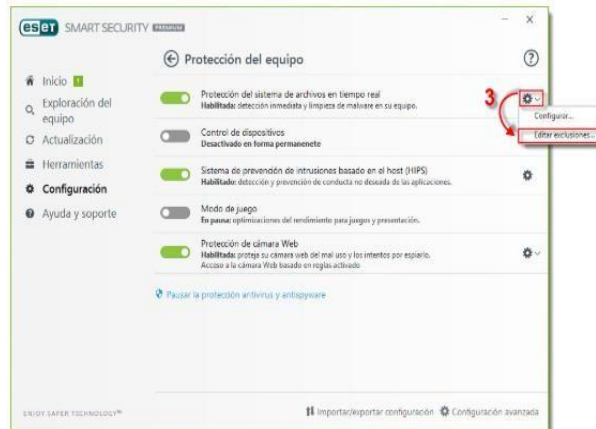 eset SMART SECURITY PREMIUM
Protección del equipo
?
Inicio 1
Exploración del equipo
Actualización
Herramientas
Configuración
Ayuda y soporte
Protección del sistema de archivos en tiempo real
Habilitada: detección inmediata y limpieza de malware en su equipo.
3
Configurar...
Editar exclusiones...
Control de dispositivos
Desactivado en forma permanenete
Sistema de prevención de intrusiones basado en el host (HIPS)
Habilitado: detección y prevención de conducta no deseada de las aplicaciones.
Modo de juego
En pausa: optimizaciones del rendimiento para juegos y presentación.
Protección de cámara Web
Habilitada: proteja su cámara web del mal uso y los intentos por espiarlo.
Acceso a la cámara Web basado en reglas activado
Pausar la protección antivirus y antispyware
ENJOY SAFER TECHNOLOGY™
Importar/exportar configuración
Configuración avanzada